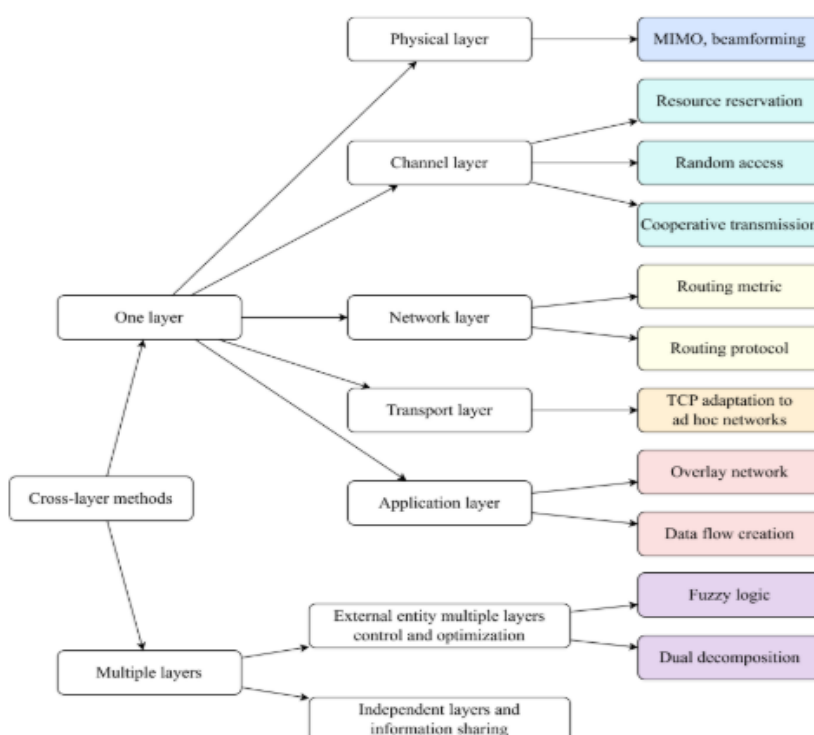 Physical layer
MIMO, beamforming
Resource reservation
Channel layer
Random access
Cooperative transmission
Routing metric
One layer
Network layer
Routing protocol
Transport layer
TCP adaptation to
ad hoc networks
Overlay network
Cross-layer methods
Application layer
Data flow creation
Fuzzy logic
External entity multiple layers
control and optimization
Dual decomposition
Multiple layers
Independent layers and
information sharing